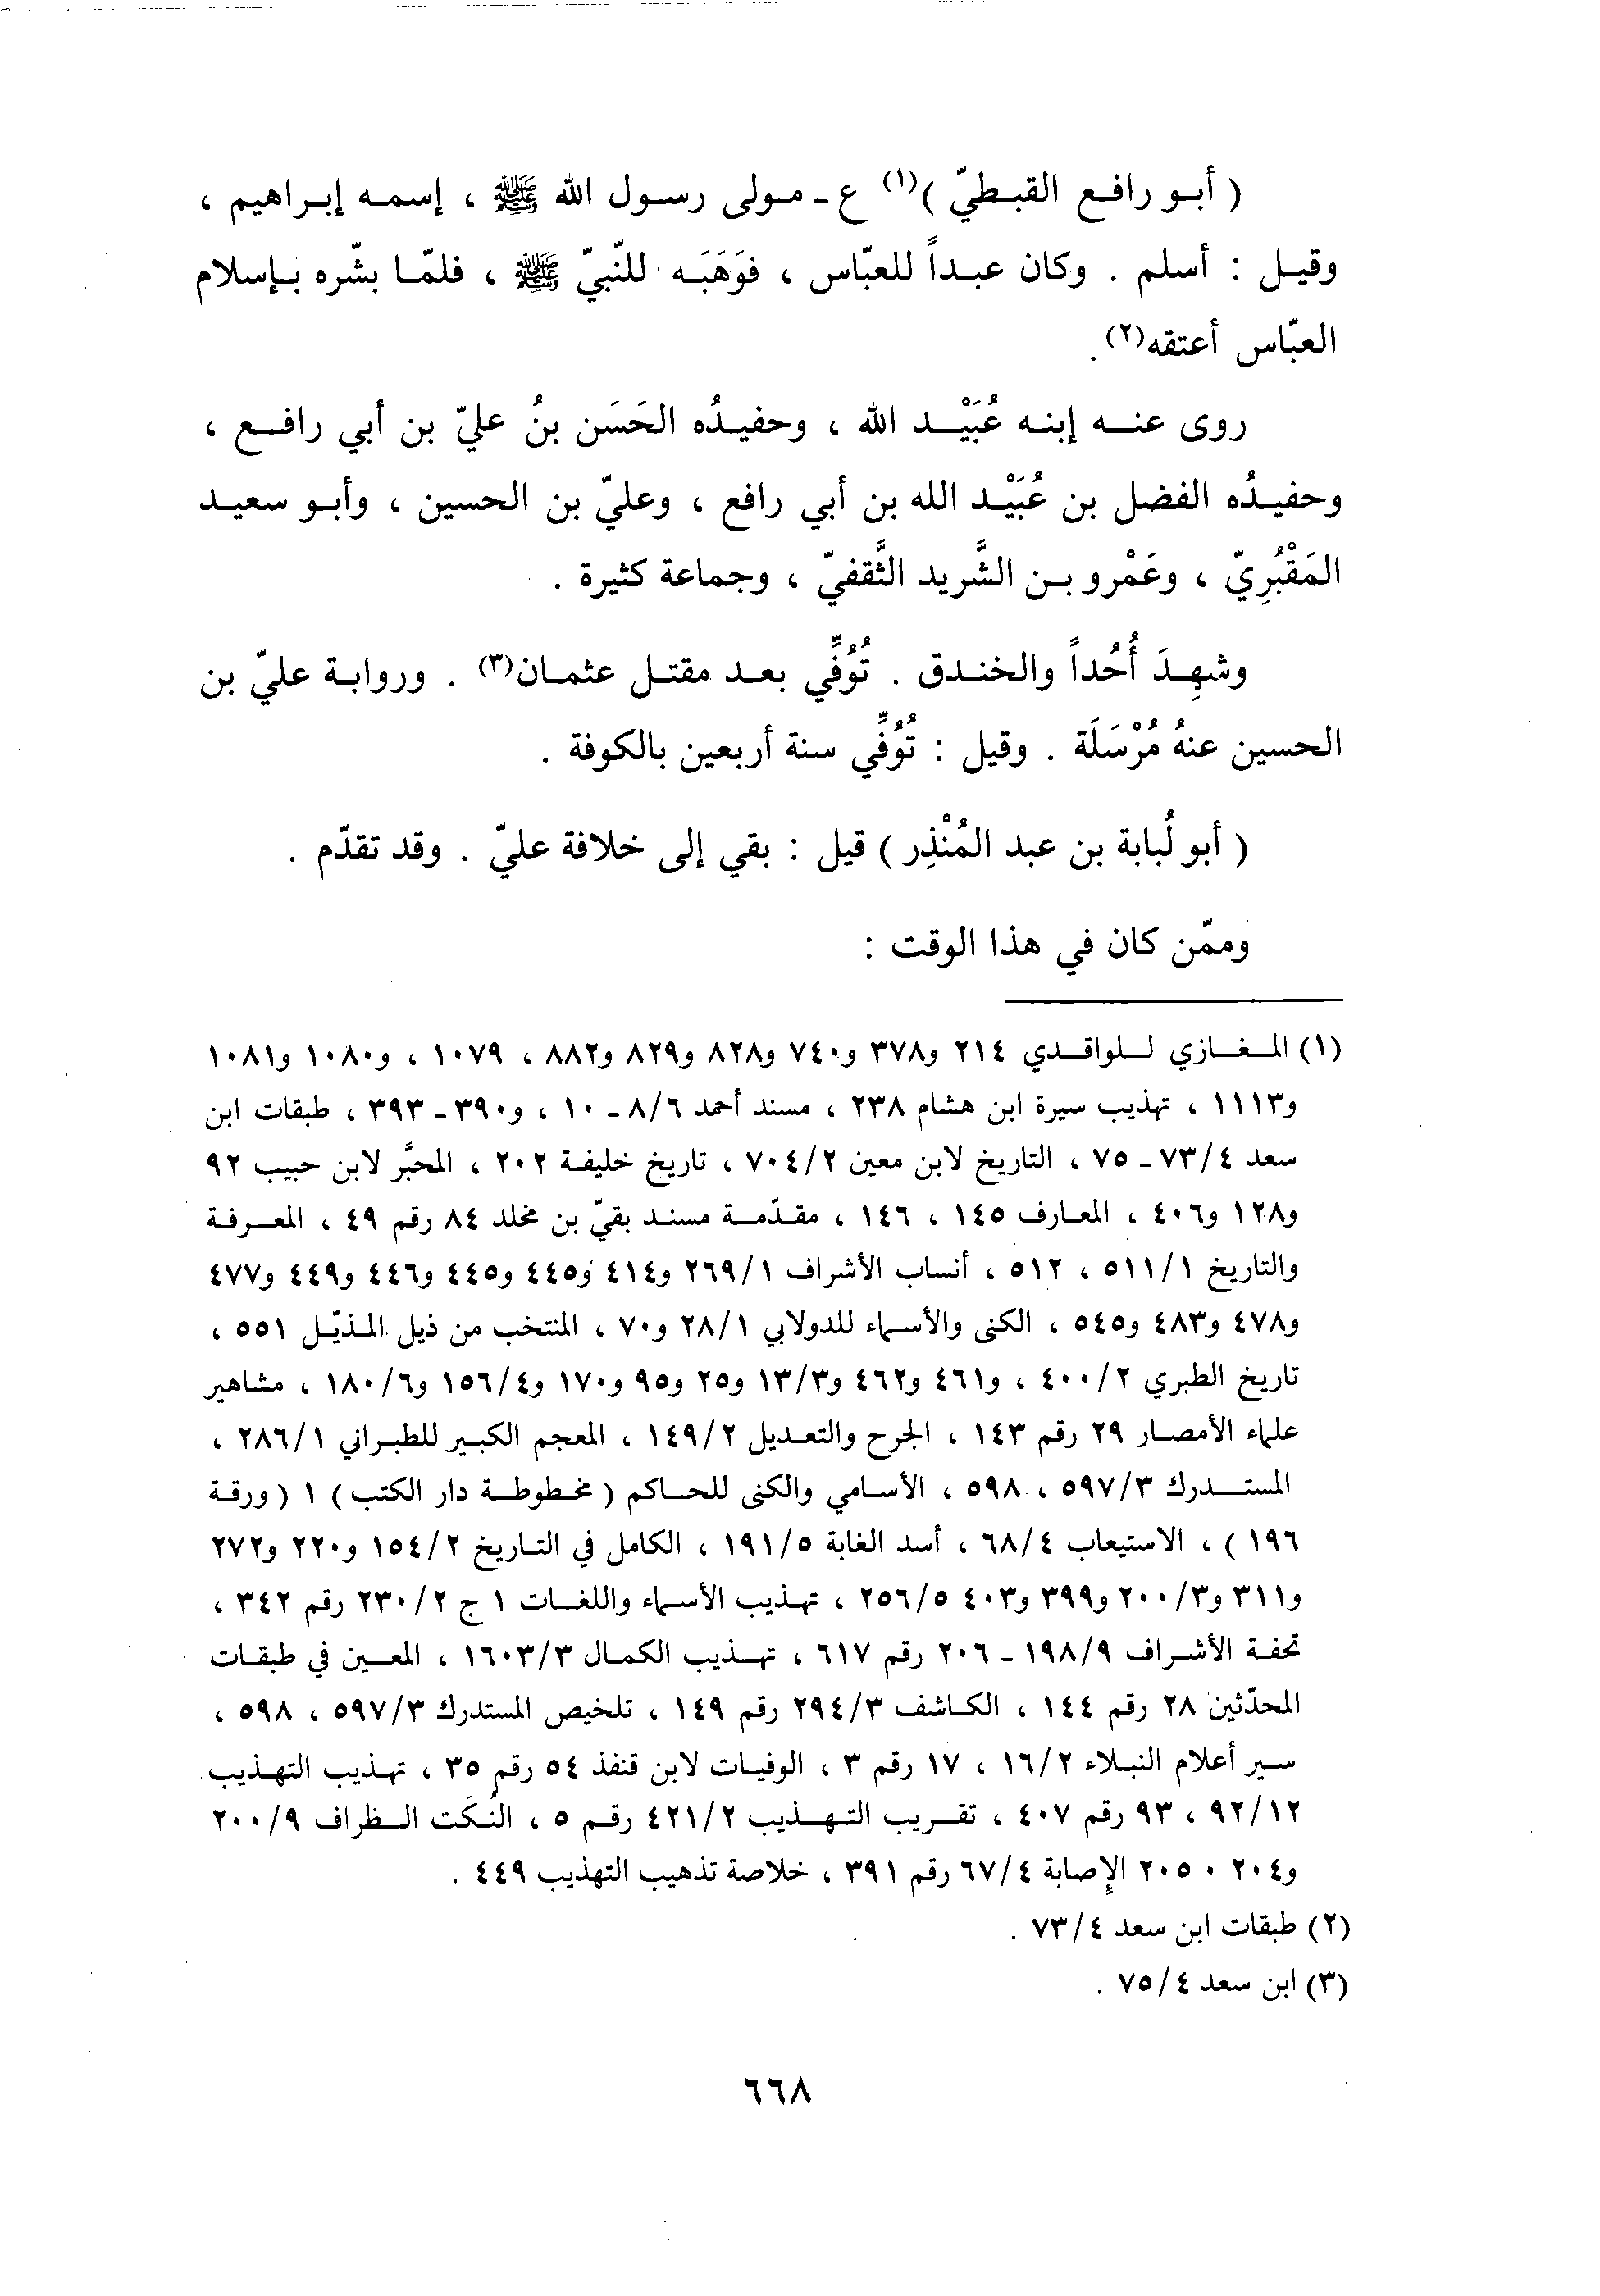 ( أبو رافع القبطيّ )(١) ع ـ مولى رسول الله ﷺ ، إسمه إبراهيم ،
وقيل : أسلم . وكان عبداً للعبّاس ، فوَهَبَه للنّبيّ ﷺ ، فلمّا بشّره بإسلام
العبّاس أعتقه(٢) .
روى عنه إبنه عُبَيْد الله ، وحفيدُه الحَسَن بنُ عليّ بن أبي رافع ،
وحفيدُه الفضل بن عُبَيْد الله بن أبي رافع ، وعليّ بن الحسين ، وأبو سعيد
المَقْبُرِيّ ، وعَمْرو بن الشَّريد الثَّقفيّ ، وجماعة كثيرة .
وشهِدَ أُحُداً والخندق . تُوُفِّي بعد مقتل عثمان(٣) . ورواية عليّ بن
الحسين عنهُ مُرْسَلَة . وقيل : تُوُفِّي سنة أربعين بالكوفة .
( أبو لُبابة بن عبد المُنْذِر ) قيل : بقي إلى خلافة عليّ . وقد تقدّم .
وممّن كان في هذا الوقت :
(١) المغازي للواقدي ٢١٤ و٣٧٨ و٧٤٠ و٨٢٨ و٨٢٩ و٨٨٢ ، ١٠٧٩ ، و١٠٨٠ و١٠٨١
و١١١٣ ، تهذيب سيرة ابن هشام ٢٣٨ ، مسند أحمد ٨/٦ ـ ١٠ ، و٣٩٠ ـ ٣٩٣ ، طبقات ابن
سعد ٧٣/٤ ـ ٧٥ ، التاريخ لابن معين ٧٠٤/٢ ، تاريخ خليفة ٢٠٢ ، المحبَّر لابن حبيب ٩٢
و١٢٨ و٤٠٦ ، المعارف ١٤٥ ، ١٤٦ ، مقدّمة مسند بقيّ بن مخلد ٨٤ رقم ٤٩ ، المعرفة
والتاريخ ٥١١/١ ، ٥١٢ ، أنساب الأشراف ٢٦٩/١ و٤١٤ و٤٤٥ و٤٤٥ و٤٤٦ و٤٤٩ و٤٧٧
و٤٧٨ و٤٨٣ و٥٤٥ ، الكنى والأسماء للدولابي ٢٨/١ و٧٠ ، المنتخب من ذيل المذيّل ٥٥١ ،
تاريخ الطبري ٤٠٠/٢ ، و٤٦١ و٤٦٢ و١٣/٣ و٢٥ و٩٥ و١٧٠ و١٥٦/٤ و١٨٠/٦ ، مشاهير
علماء الأمصار ٢٩ رقم ١٤٣ ، الجرح والتعديل ١٤٩/٢ ، المعجم الكبير للطبراني ٢٨٦/١ ،
المستدرك ٥٩٧/٣ ، ٥٩٨ ، الأسامي والكنى للحاكم ( مخطوطة دار الكتب ) ١ ( ورقة
١٩٦ ) ، الاستيعاب ٦٨/٤ ، أسد الغابة ١٩١/٥ ، الكامل في التاريخ ١٥٤/٢ و٢٢٠ و٢٧٢
و٣١١ و٢٠٠/٣ و٣٩٩ و٤٠٣ ٢٥٦/٥ ، تهذيب الأسماء واللغات ١ ج ٢٣٠/٢ رقم ٣٤٢ ،
تحفة الأشراف ١٩٨/٩ ـ ٢٠٦ رقم ٦١٧ ، تهذيب الكمال ١٦٠٣/٣ ، المعين في طبقات
المحدّثين ٢٨ رقم ١٤٤ ، الكاشف ٢٩٤/٣ رقم ١٤٩ ، تلخيص المستدرك ٥٩٧/٣ ، ٥٩٨ ،
سير أعلام النبلاء ١٦/٢ ، ١٧ رقم ٣ ، الوفيات لابن قنفذ ٥٤ رقم ٣٥ ، تهذيب التهذيب
٩٢/١٢ ، ٩٣ رقم ٤٠٧ ، تقريب التهذيب ٤٢١/٢ رقم ٥ ، النُكَت الظراف ٢٠٠/٩
و٢٠٤ ٠ ٢٠٥ الإصابة ٦٧/٤ رقم ٣٩١ ، خلاصة تذهيب التهذيب ٤٤٩ .
(٢) طبقات ابن سعد ٧٣/٤ .
(٣) ابن سعد ٧٥/٤ .
٦٦٨